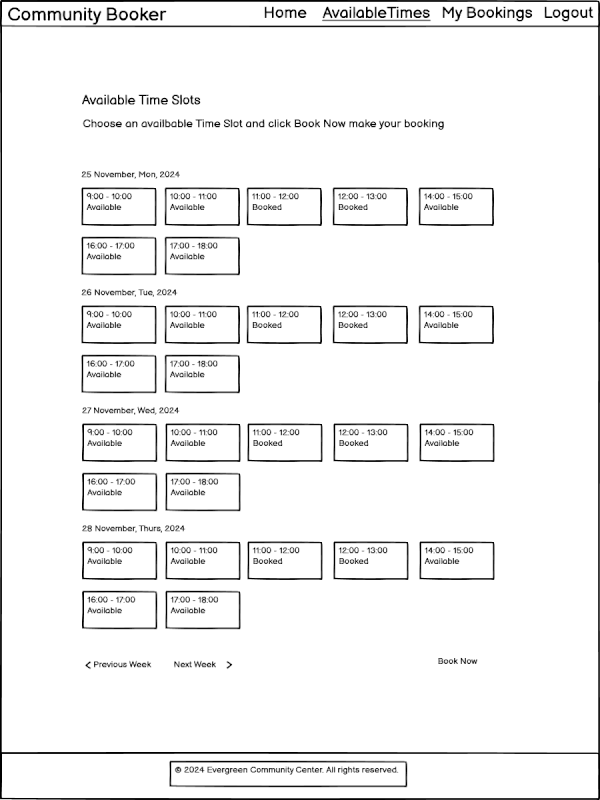 Community Booker Home AvailableTimes My Bookings Logout
Available Time Slots
Choose an availbable Time Slot and click Book Now make your booking
25 November, Mon, 2024
9:00 - 10:00 10:00 - 11:00 11:00 - 12:00 12:00 - 13:00 14:00 - 15:00
Available Available Booked Booked Available
16:00 - 17:00 17:00 - 18:00
Available Available
26 November, Tue, 2024
9:00 - 10:00 10:00 - 11:00 11:00 - 12:00 12:00 - 13:00 14:00 - 15:00
Available Available Booked Booked Available
16:00 - 17:00 17:00 - 18:00
Available Available
27 November, Wed, 2024
9:00 - 10:00 10:00 - 11:00 11:00 - 12:00 12:00 - 13:00 14:00 - 15:00
Available Available Booked Booked Available
16:00 - 17:00 17:00 - 18:00
Available Available
28 November, Thurs, 2024
9:00 - 10:00 10:00 - 11:00 11:00 - 12:00 12:00 - 13:00 14:00 - 15:00
Available Available Booked Booked Available
16:00 - 17:00 17:00 - 18:00
Available Available
Previous Week Next Week Book Now
© 2024 Evergreen Community Center. All rights reserved.